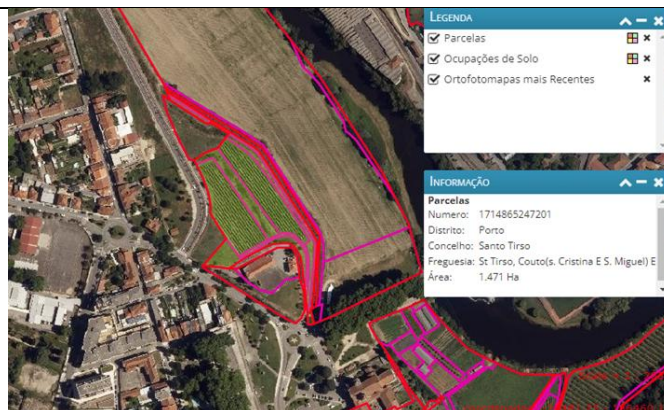 LEGENDA
Parcelas
Ocupações de Solo
Ortofotomapas mais Recentes
INFORMAÇÃO
Parcelas
Numero: 1714865247201
Distrito: Porto
Concelho: Santo Tirso
Freguesia: St Tirso, Couto(s. Cristina E S. Miguel) E
Área: 1.471 Ha